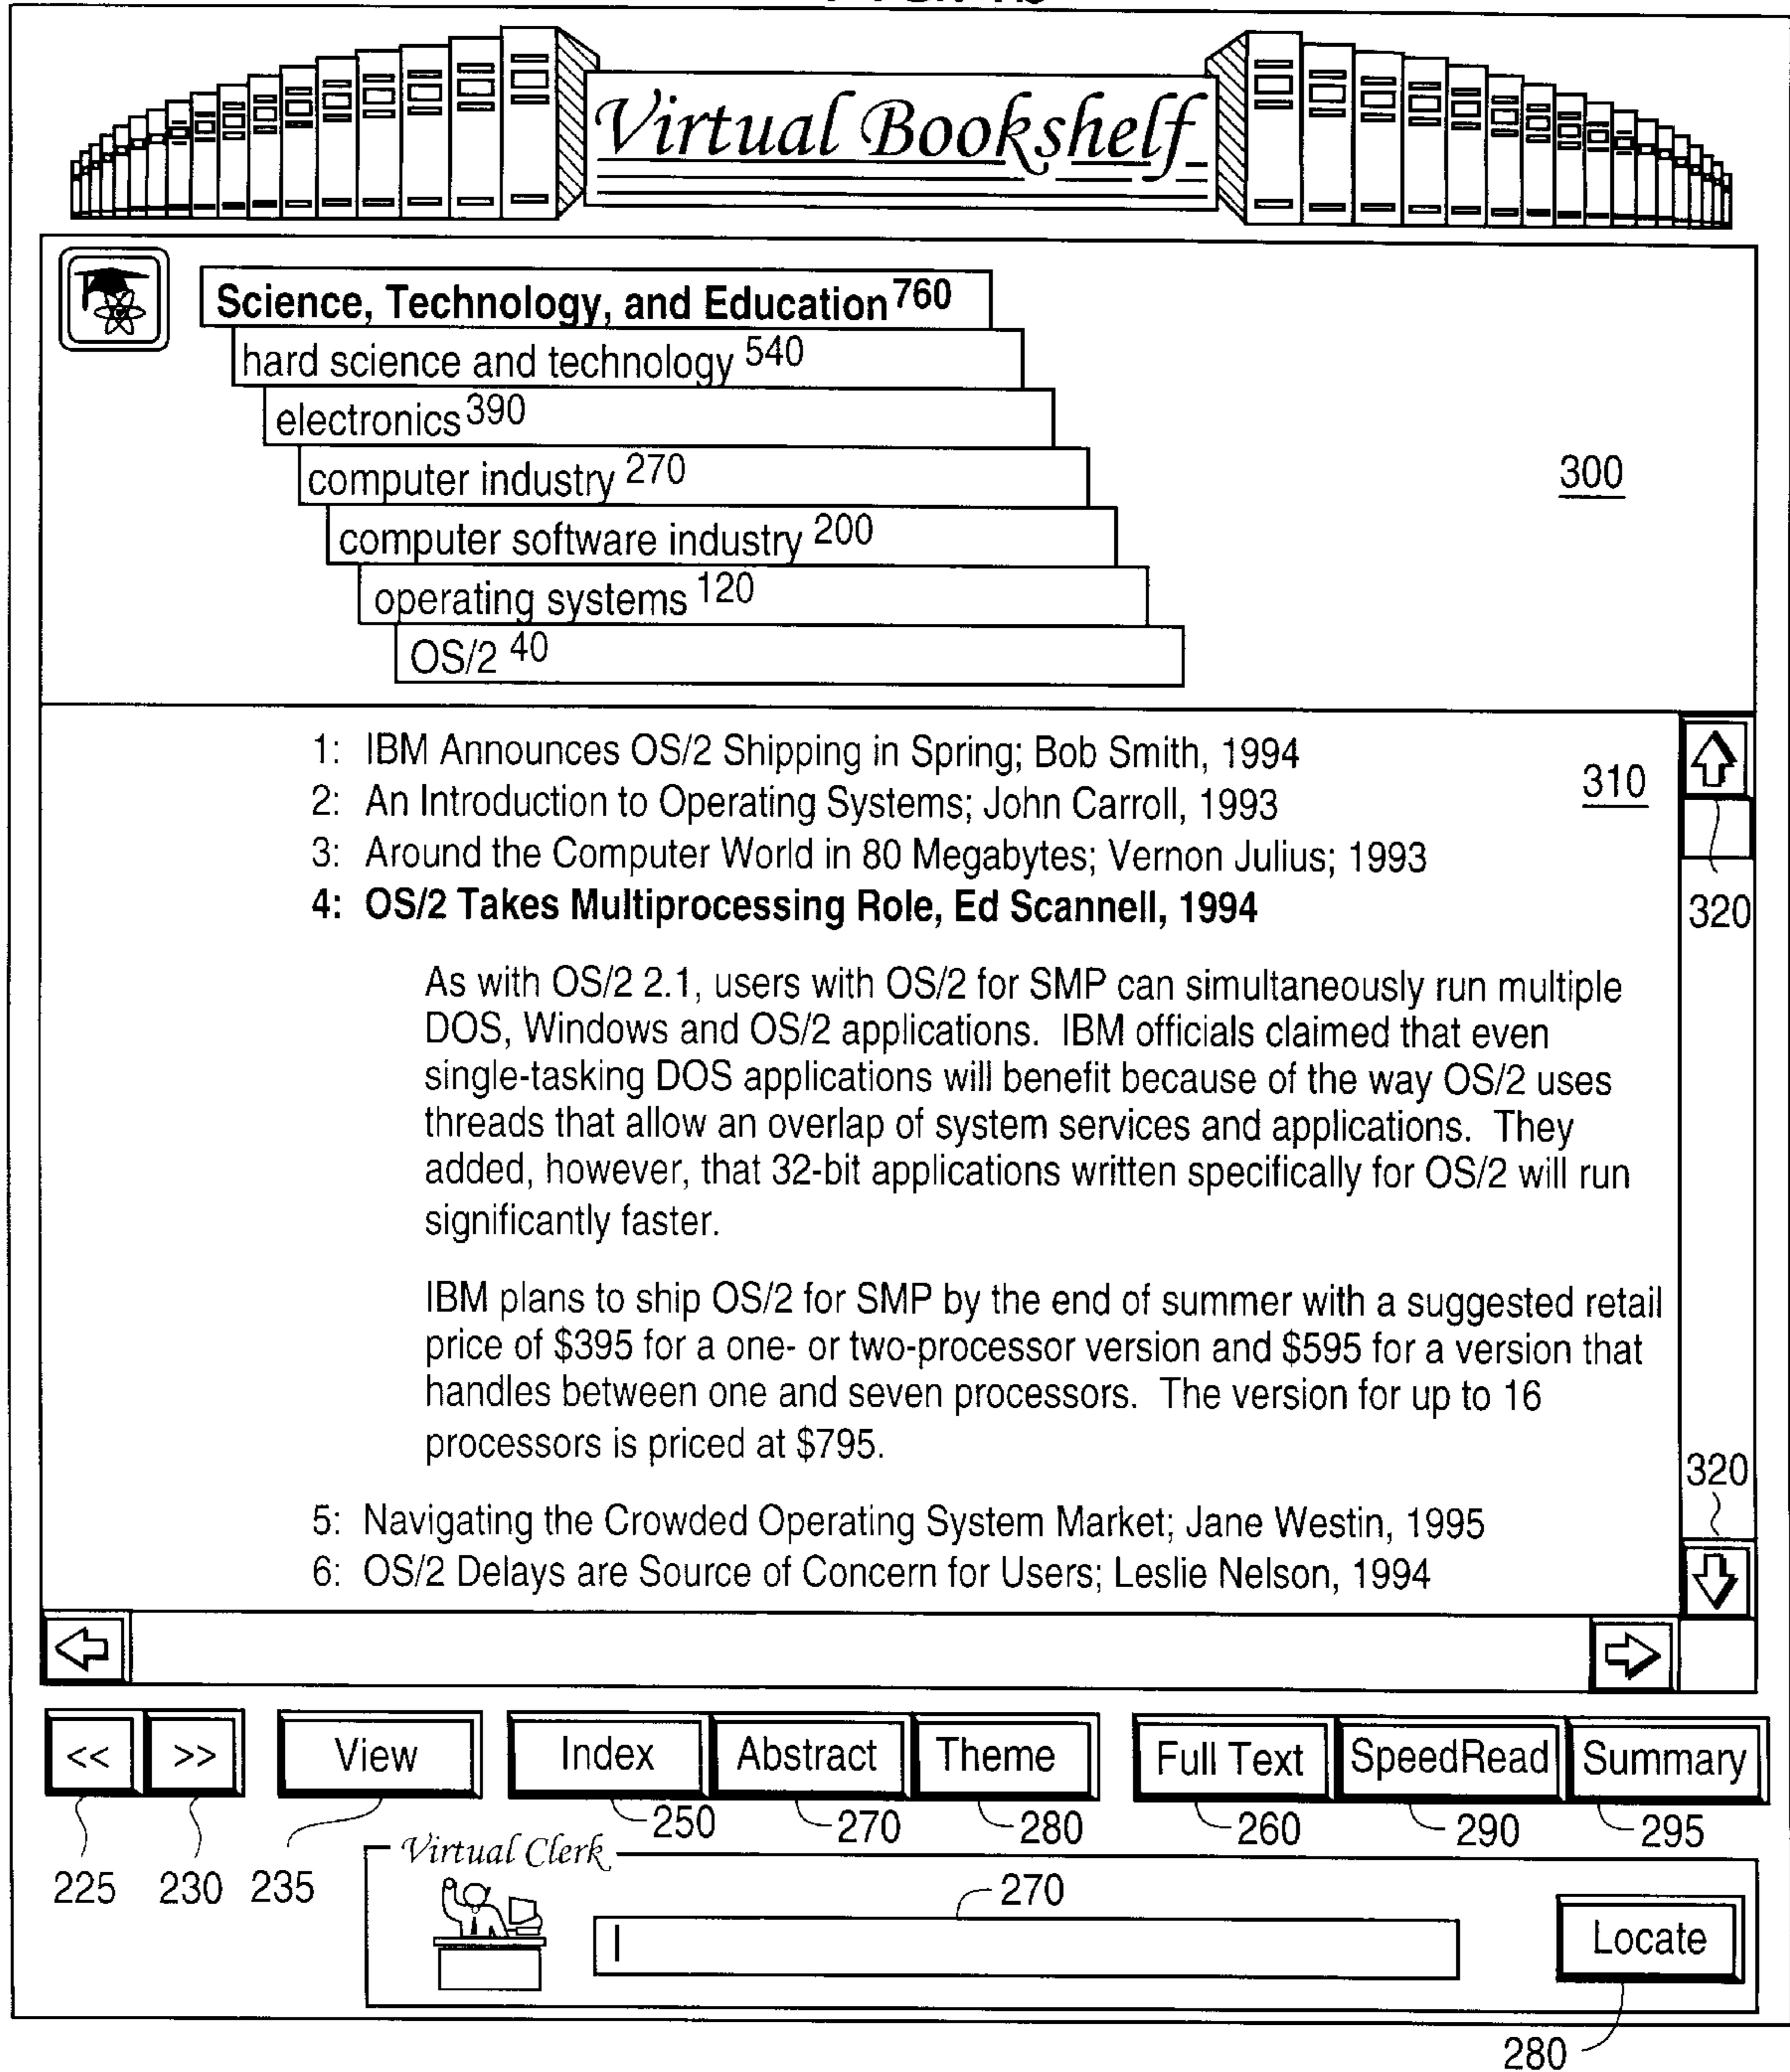 Virtual Bookshelf
Science, Technology, and Education 760
hard science and technology 540
electronics 390
computer industry 270
300
computer software industry 200
operating systems 120
OS/2 40
1: IBM Announces OS/2 Shipping in Spring; Bob Smith, 1994
310
2: An Introduction to Operating Systems; John Carroll, 1993
3: Around the Computer World in 80 Megabytes; Vernon Julius; 1993
4: OS/2 Takes Multiprocessing Role, Ed Scannell, 1994
320
As with OS/2 2.1, users with OS/2 for SMP can simultaneously run multiple
DOS, Windows and OS/2 applications. IBM officials claimed that even
single-tasking DOS applications will benefit because of the way OS/2 uses
threads that allow an overlap of system services and applications. They
added, however, that 32-bit applications written specifically for OS/2 will run
significantly faster.
IBM plans to ship OS/2 for SMP by the end of summer with a suggested retail
price of $395 for a one- or two-processor version and $595 for a version that
handles between one and seven processors. The version for up to 16
processors is priced at $795.
320
5: Navigating the Crowded Operating System Market; Jane Westin, 1995
6: OS/2 Delays are Source of Concern for Users; Leslie Nelson, 1994
<< >> View Index Abstract Theme Full Text SpeedRead Summary
250 270 280 260 290 295
Virtual Clerk
225 230 235 270
Locate
280